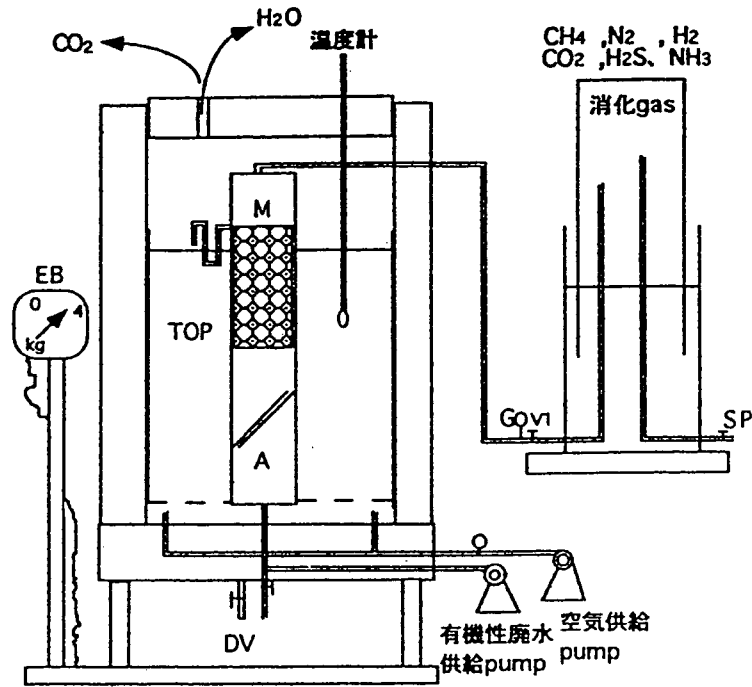 CO2
H2O
温度計
CH4 ,N2 ,H2
CO2 ,H2S、NH3
消化gas
M
EB
0
4
kg
TOP
A
G
V1
SP
DV
有機性廃水
供給pump
空気供給
pump